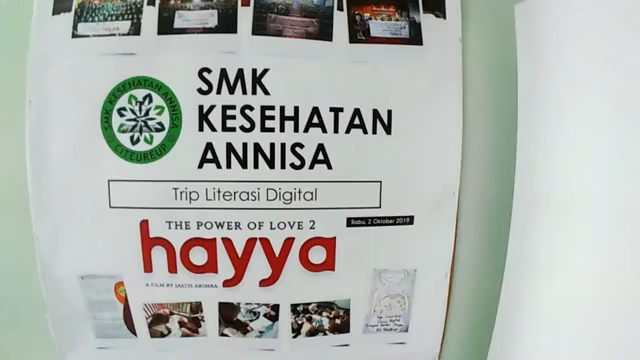 SMK
KESEHATAN
ANNISA
SMK KESEHATAN ANNISA
CITEUREUP
Trip Literasi Digital
THE POWER OF LOVE 2
Rabu, 2 Oktober 2019
hayya
A FILM BY JASTIS ARIMBA